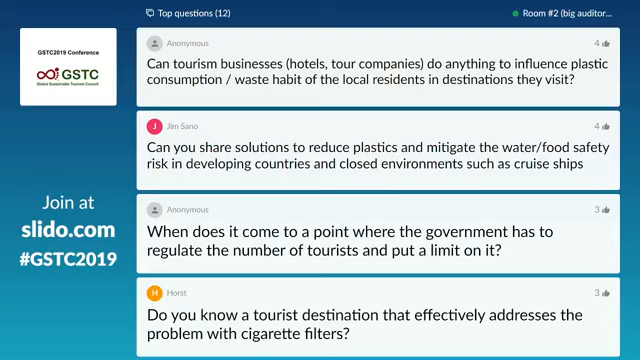 Top questions (12)
Room #2 (big auditor...
GSTC2019 Conference
GSTC
Global Sustainable Tourism Council
Join at
slido.com
#GSTC2019
Anonymous
4
Can tourism businesses (hotels, tour companies) do anything to influence plastic
consumption / waste habit of the local residents in destinations they visit?
J
Jim Sano
4
Can you share solutions to reduce plastics and mitigate the water/food safety
risk in developing countries and closed environments such as cruise ships
Anonymous
3
When does it come to a point where the government has to
regulate the number of tourists and put a limit on it?
H
Horst
3
Do you know a tourist destination that effectively addresses the
problem with cigarette filters?